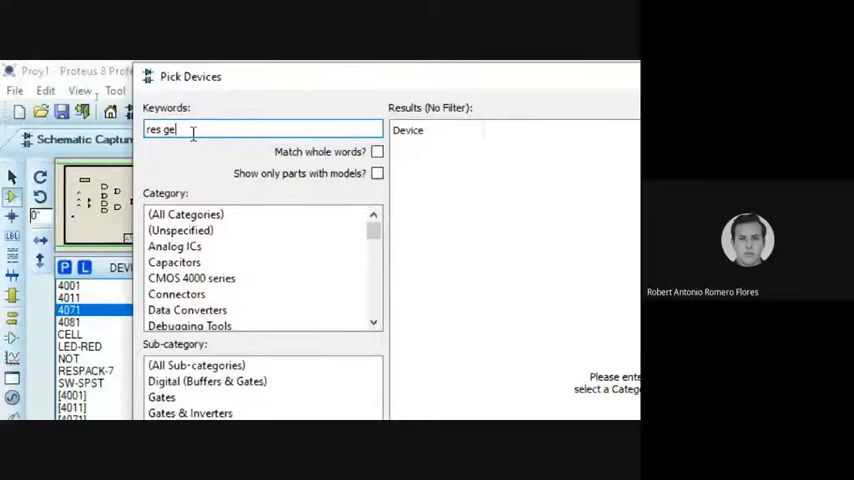 Proy1 - Proteus 8 Profe
File Edit View Tool
Schematic Captur
0°
P L DEV
4001
4011
4071
4081
CELL
LED-RED
NOT
RESPACK-7
SW-SPST
[4001]
[4011]
Pick Devices
Keywords:
res ge
Match whole words?
Show only parts with models?
Category:
(All Categories)
(Unspecified)
Analog ICs
Capacitors
CMOS 4000 series
Connectors
Data Converters
Debugging Tools
Sub-category:
(All Sub-categories)
Digital (Buffers & Gates)
Gates
Gates & Inverters
Results (No Filter):
Device
Please ente
select a Catego
Robert Antonio Romero Flores